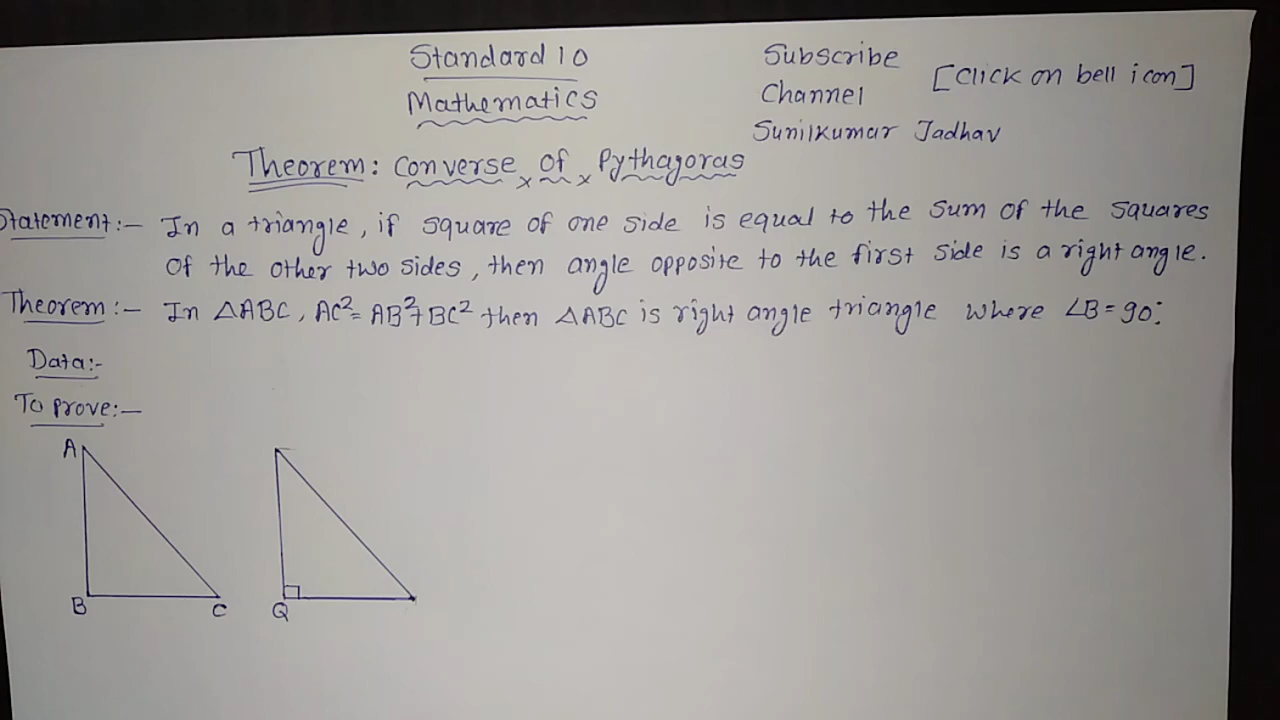 Standard 10
Mathematics
Subscribe
Channel
Sunilkumar Jadhav
[Click on bell icon]
Theorem: Converse of Pythagoras
Statement:- In a triangle, if square of one side is equal to the sum of the squares
of the other two sides, then angle opposite to the first side is a right angle.
Theorem:- In △ABC, AC²= AB²+BC² then △ABC is right angle triangle where ∠B=90°.
Data:-
To prove:-
A
B C
Q